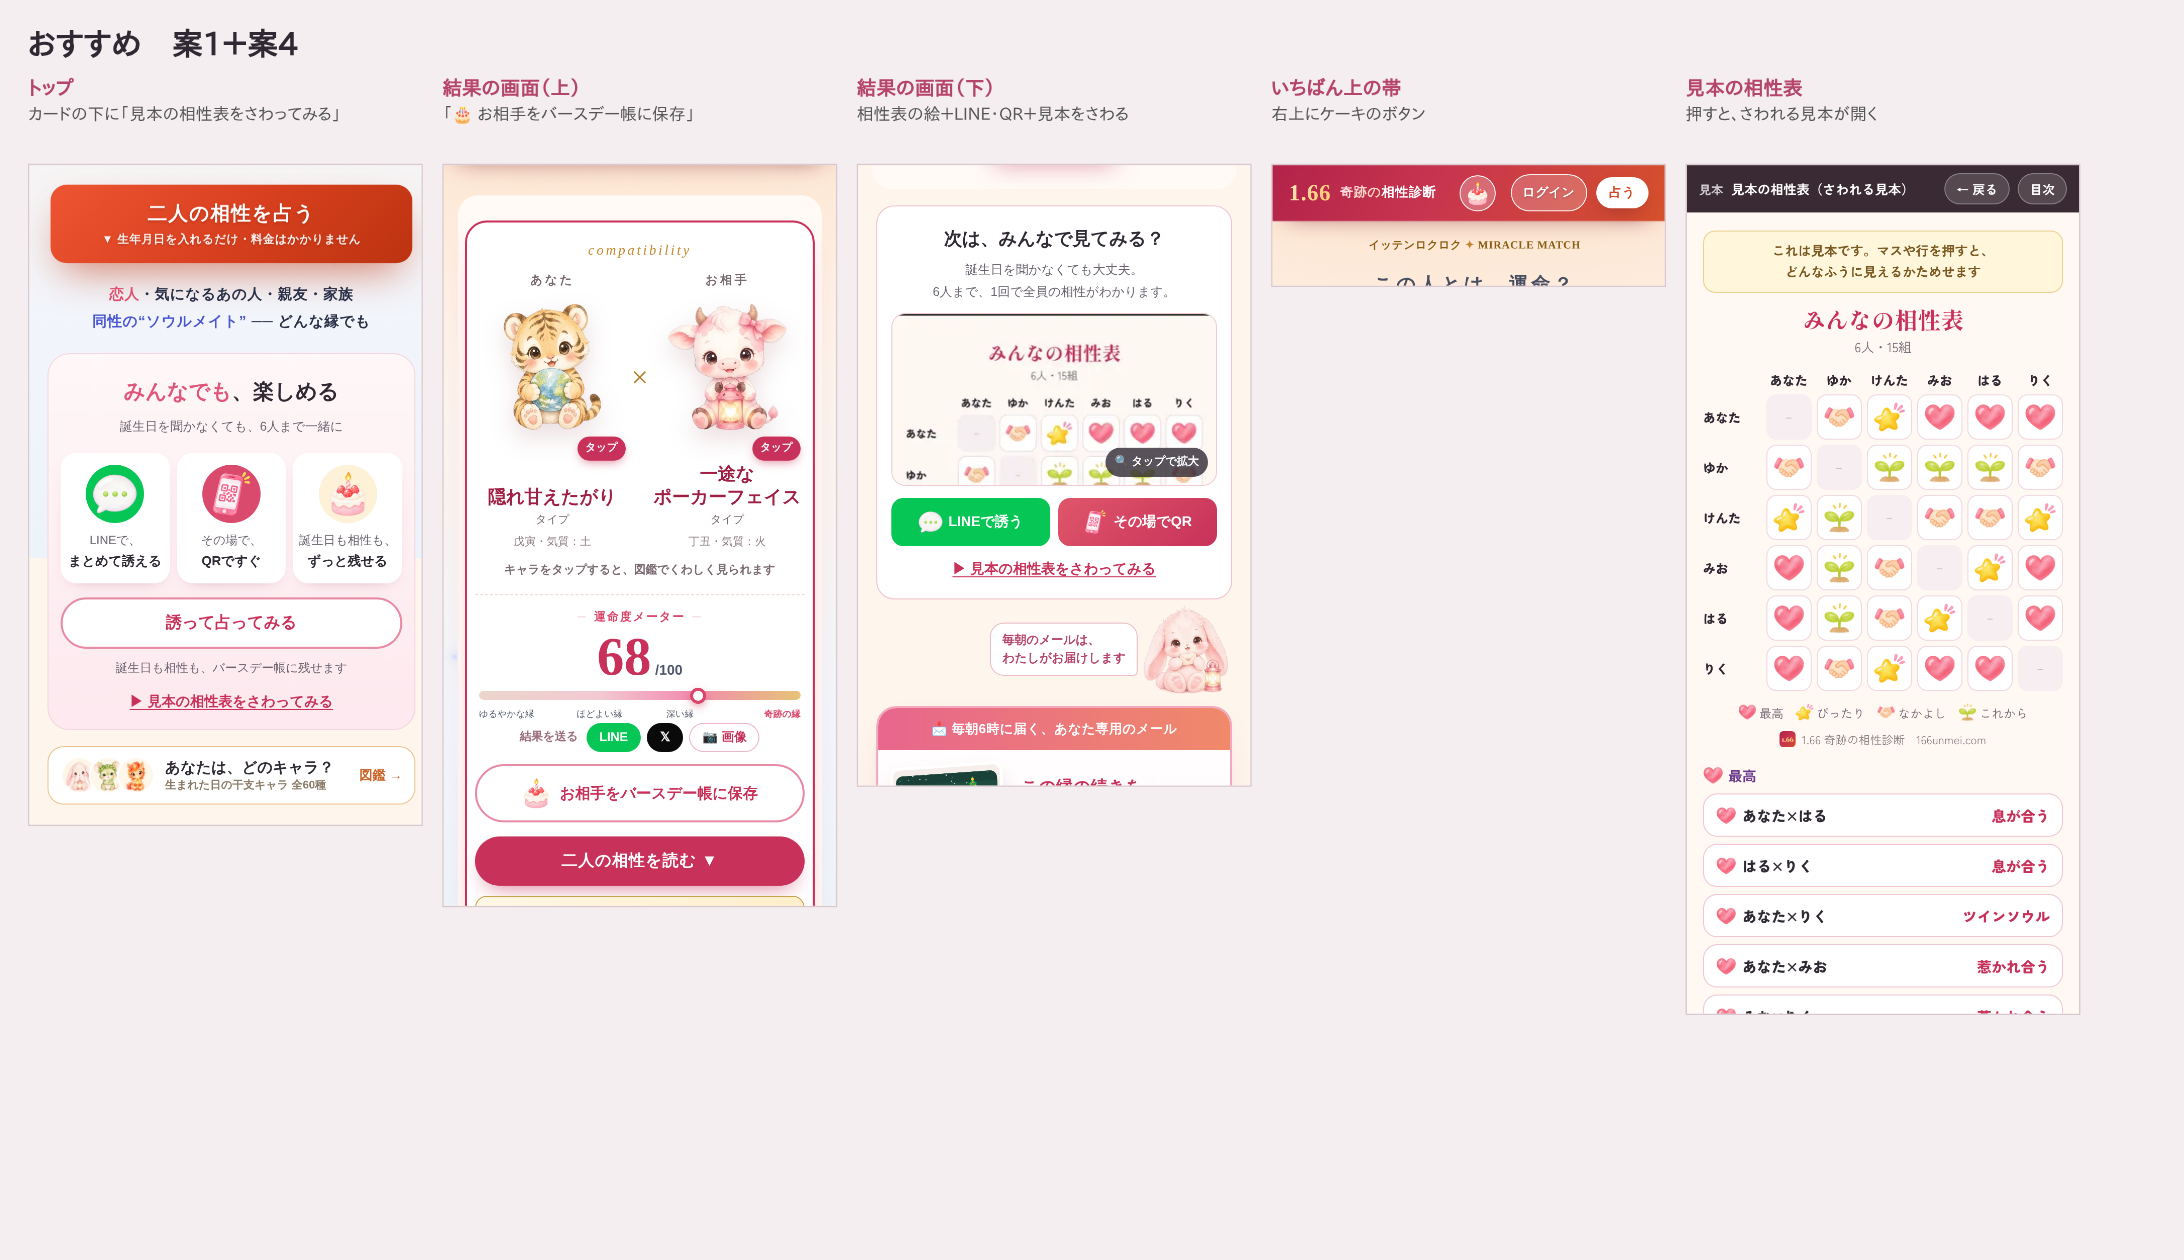 おすすめ　案1＋案4
トップ
カードの下に「見本の相性表をさわってみる」
二人の相性を占う
▼ 生年月日を入れるだけ・料金はかかりません
恋人・気になるあの人・親友・家族
同性の“ソウルメイト” ── どんな縁でも
みんなでも、楽しめる
誕生日を聞かなくても、6人まで一緒に
LINEで、
まとめて誘える
その場で、
QRですぐ
誕生日も相性も、
ずっと残せる
誘って占ってみる
誕生日も相性も、バースデー帳に残せます
▶ 見本の相性表をさわってみる
あなたは、どのキャラ？
生まれた日の干支キャラ 全60種
図鑑 →
結果の画面（上）
「🎂 お相手をバースデー帳に保存」
compatibility
あなた
お相手
×
タップ
タップ
隠れ甘えたがり
一途な
ポーカーフェイス
タイプ
タイプ
戊寅・気質：土
丁丑・気質：火
キャラをタップすると、図鑑でくわしく見られます
運命度メーター
68 /100
ゆるやかな縁 ほどよい縁 深い縁 奇跡の縁
結果を送る LINE 𝕏 📷 画像
お相手をバースデー帳に保存
二人の相性を読む ▼
結果の画面（下）
相性表の絵＋LINE・QR＋見本をさわる
次は、みんなで見てみる？
誕生日を聞かなくても大丈夫。
6人まで、1回で全員の相性がわかります。
みんなの相性表
6人・15組
あなた ゆか けんた みお はる りく
あなた
ゆか
🔍 タップで拡大
LINEで誘う
その場でQR
▶ 見本の相性表をさわってみる
毎朝のメールは、
わたしがお届けします
📩 毎朝6時に届く、あなた専用のメール
この縁の続きを
いちばん上の帯
右上にケーキのボタン
1.66 奇跡の相性診断 ログイン 占う
イッテンロクロク ✦ MIRACLE MATCH
この人とは、運命？
見本の相性表
押すと、さわれる見本が開く
見本 見本の相性表（さわれる見本） ← 戻る 目次
これは見本です。マスや行を押すと、
どんなふうに見えるかためせます
みんなの相性表
6人・15組
あなた ゆか けんた みお はる りく
あなた
ゆか
けんた
みお
はる
りく
最高 ぴったり なかよし これから
1.66 1.66 奇跡の相性診断 166unmei.com
最高
あなた×はる 息が合う
はる×りく 息が合う
あなた×りく ツインソウル
あなた×みお 惹かれ合う